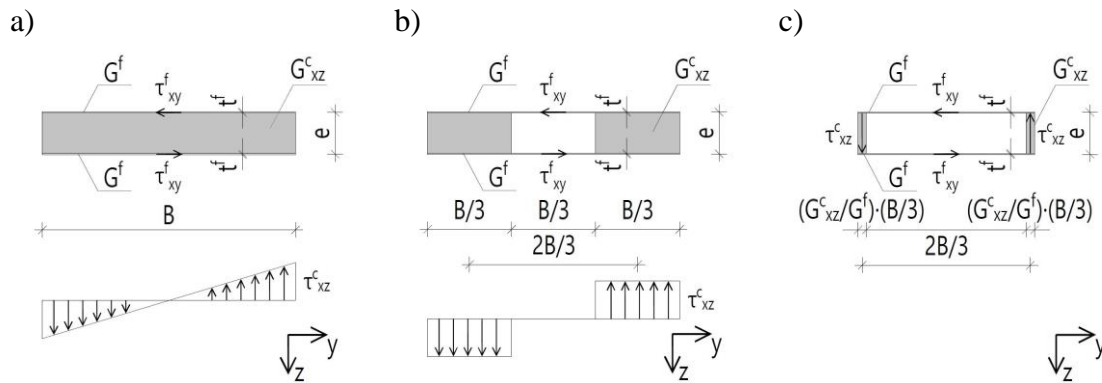 a)
b)
c)
G^f
τ^f_xy
t^f
G^c_xz
e
G^f
τ^f_xy
t^f
B
τ^c_xz
y
z
G^f
τ^f_xy
t^f
G^c_xz
e
G^f
τ^f_xy
t^f
B/3
B/3
B/3
2B/3
τ^c_xz
y
z
G^f
τ^f_xy
t^f
G^c_xz
τ^c_xz
τ^c_xz
e
G^f
τ^f_xy
t^f
(G^c_xz/G^f)·(B/3)
(G^c_xz/G^f)·(B/3)
2B/3
y
z